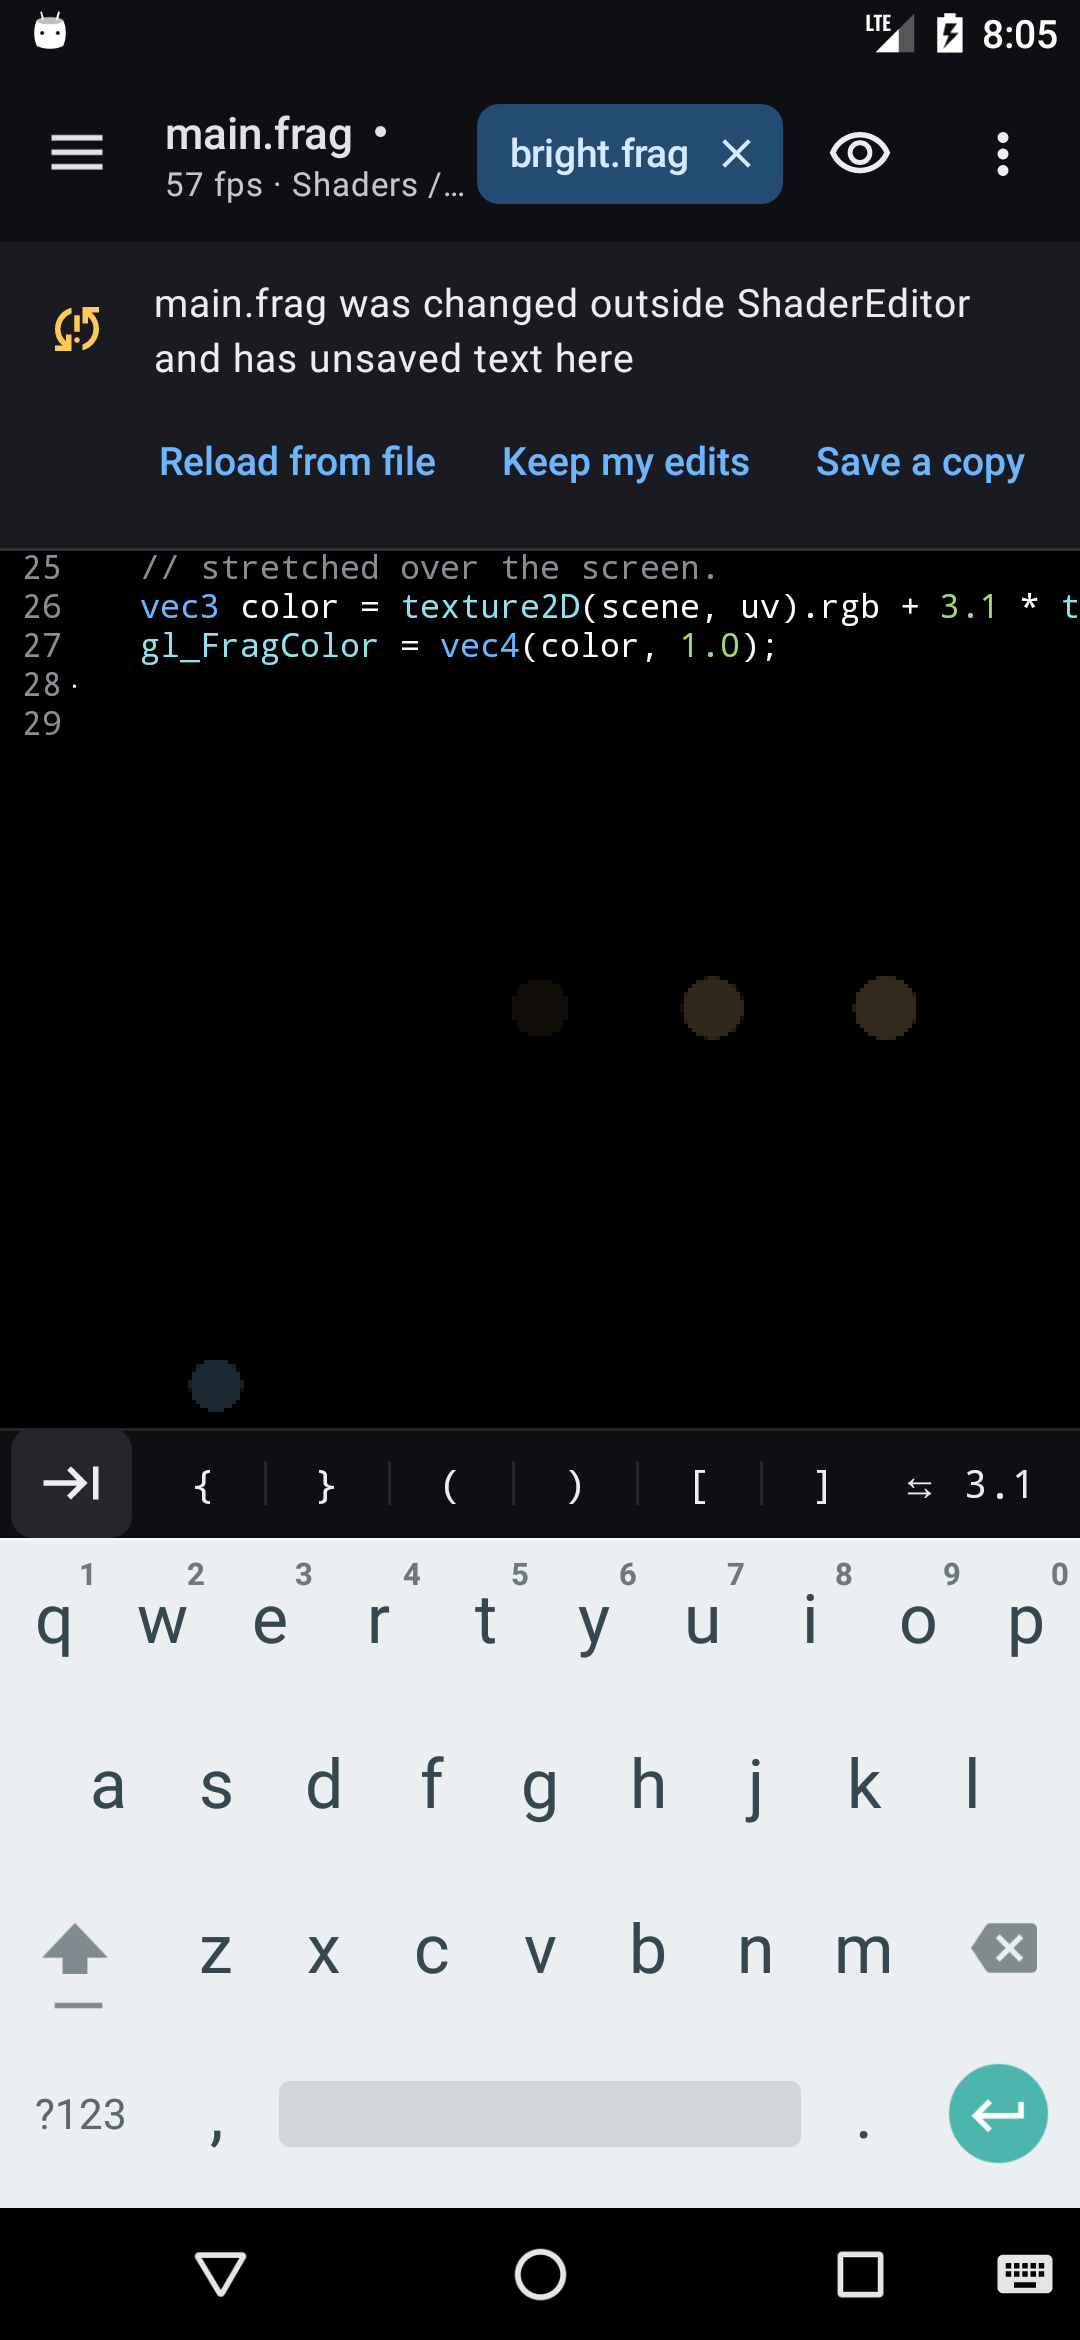 LTE 8:05
main.frag • bright.frag
57 fps · Shaders /…
main.frag was changed outside ShaderEditor
and has unsaved text here
Reload from file Keep my edits Save a copy
25 // stretched over the screen.
26 vec3 color = texture2D(scene, uv).rgb + 3.1 * t
27 gl_FragColor = vec4(color, 1.0);
28 ·
29
{ } ( ) [ ] ⇆ 3.1
1 2 3 4 5 6 7 8 9 0
q w e r t y u i o p
a s d f g h j k l
z x c v b n m
?123 , .